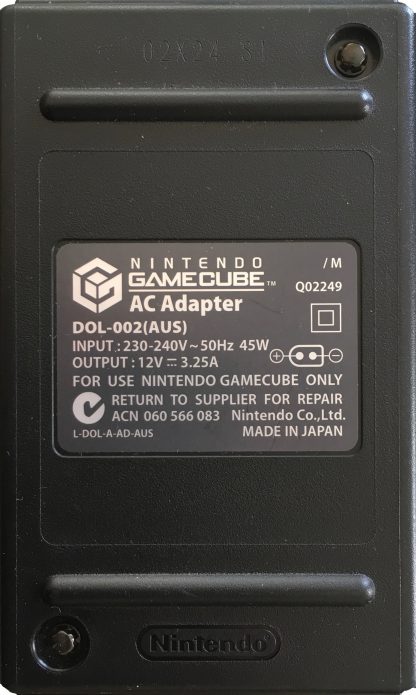 02X24 S1
NINTENDO
GAMECUBE™
AC Adapter
/M
Q02249
DOL-002(AUS)
INPUT : 230-240V ~ 50Hz 45W
OUTPUT : 12V ⎓ 3.25A
FOR USE NINTENDO GAMECUBE ONLY
RETURN TO SUPPLIER FOR REPAIR
ACN 060 566 083 Nintendo Co.,Ltd.
L-DOL-A-AD-AUS MADE IN JAPAN
Nintendo